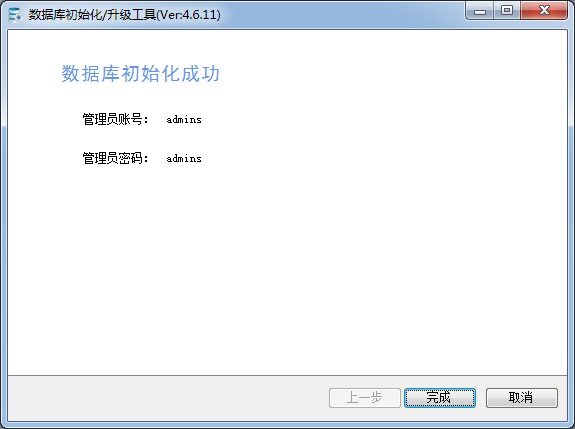 数据库初始化/升级工具(Ver:4.6.11)
数据库初始化成功
管理员账号： admins
管理员密码： admins
上一步 完成 取消